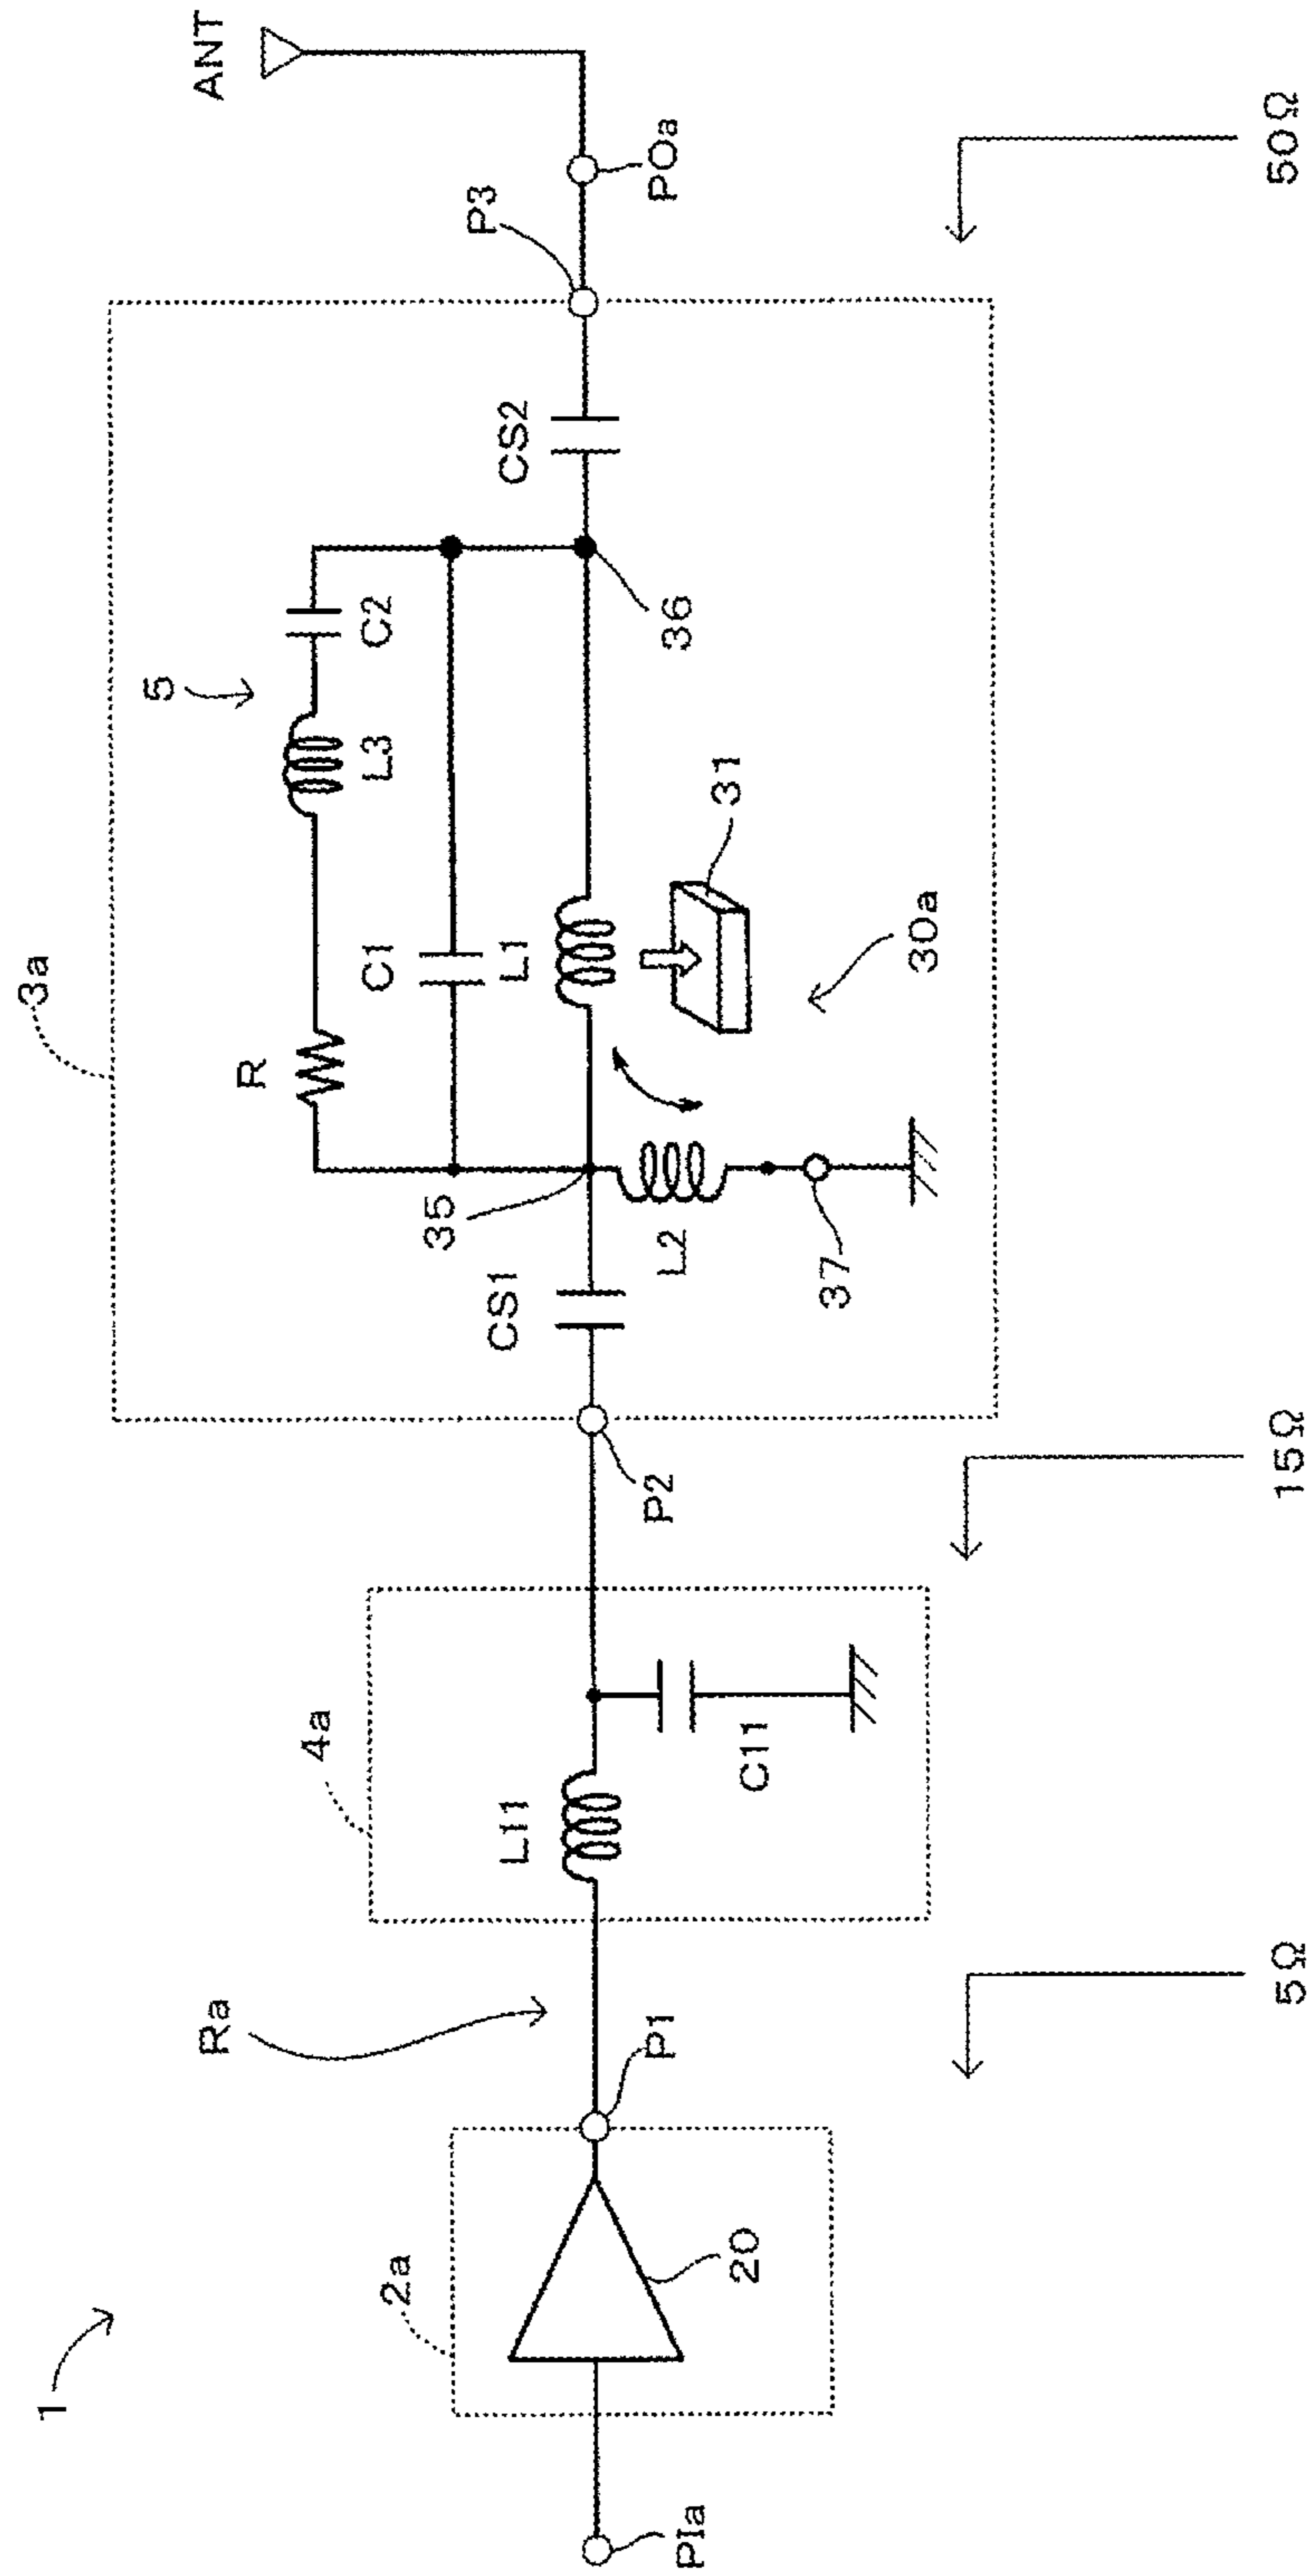 1
3a
ANT
5
R
L3
C2
C1
L1
CS2
P3
POa
35
36
31
30a
CS1
L2
37
P2
4a
L11
C11
Ra
P1
2a
20
PIa
5Ω
15Ω
50Ω